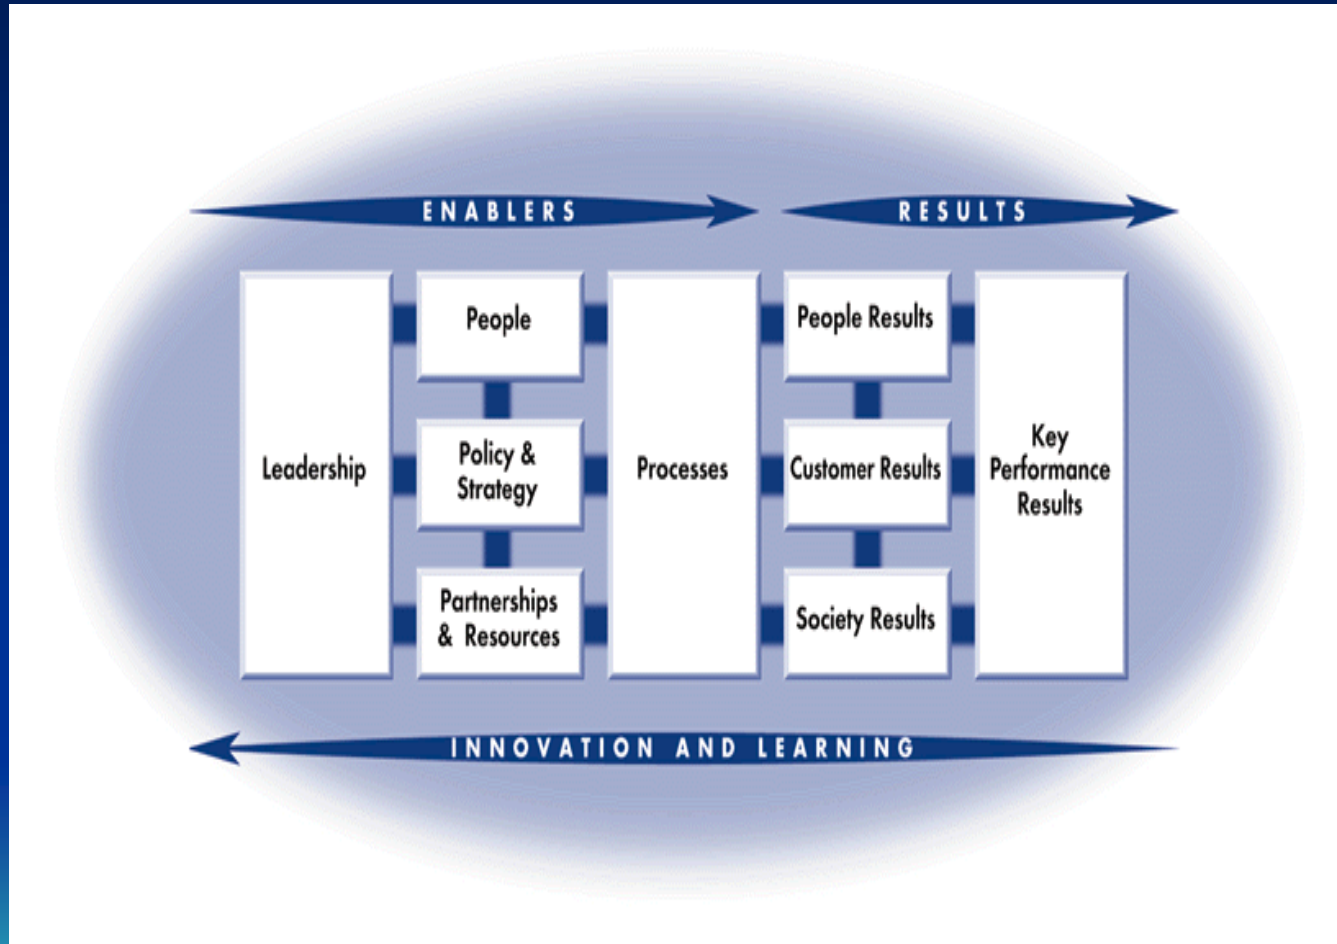 ENABLERS
RESULTS
People
People Results
Leadership
Policy &
Strategy
Processes
Customer Results
Key
Performance
Results
Partnerships
& Resources
Society Results
INNOVATION AND LEARNING